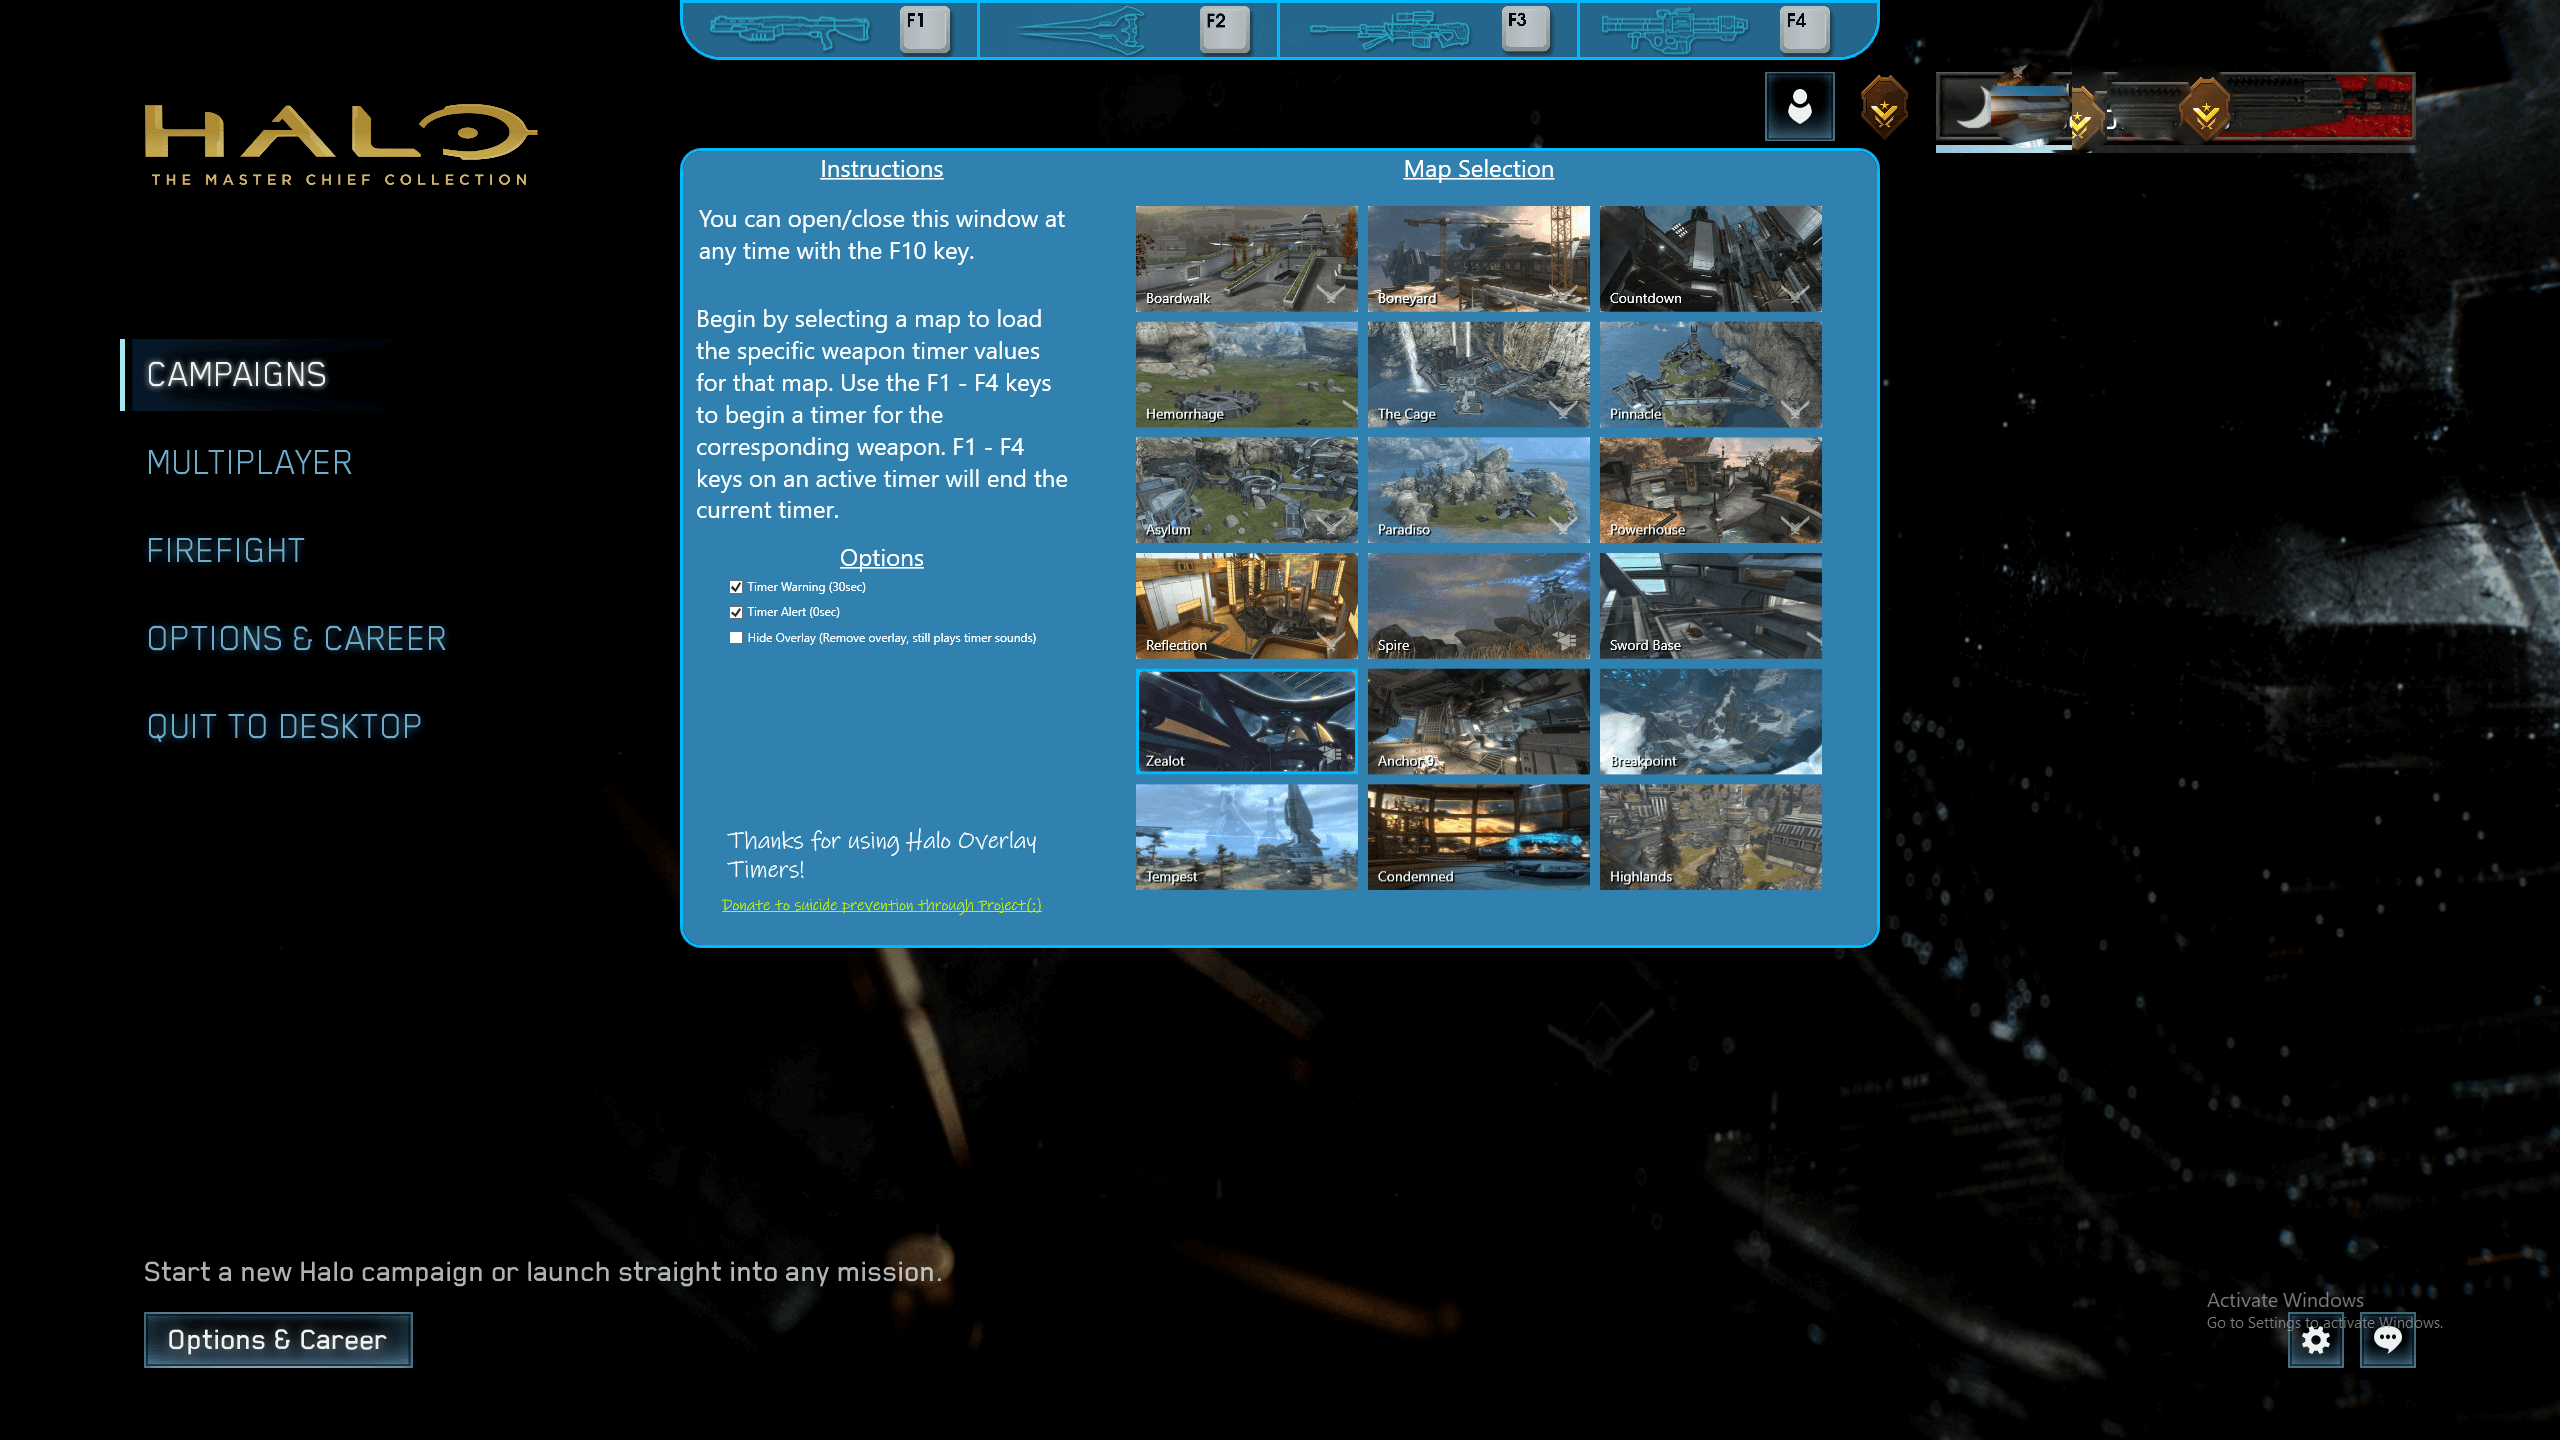 F1
F2
F3
F4
HALO
THE MASTER CHIEF COLLECTION
CAMPAIGNS
MULTIPLAYER
FIREFIGHT
OPTIONS & CAREER
QUIT TO DESKTOP
Instructions
You can open/close this window at
any time with the F10 key.
Begin by selecting a map to load
the specific weapon timer values
for that map. Use the F1 - F4 keys
to begin a timer for the
corresponding weapon. F1 - F4
keys on an active timer will end the
current timer.
Options
Timer Warning (30sec)
Timer Alert (0sec)
Hide Overlay (Remove overlay, still plays timer sounds)
Thanks for using Halo Overlay
Timers!
Donate to suicide prevention through Project(;)
Map Selection
Boardwalk
Boneyard
Countdown
Hemorrhage
The Cage
Pinnacle
Asylum
Paradiso
Powerhouse
Reflection
Spire
Sword Base
Zealot
Anchor 9
Breakpoint
Tempest
Condemned
Highlands
Start a new Halo campaign or launch straight into any mission.
Options & Career
Activate Windows
Go to Settings to activate Windows.